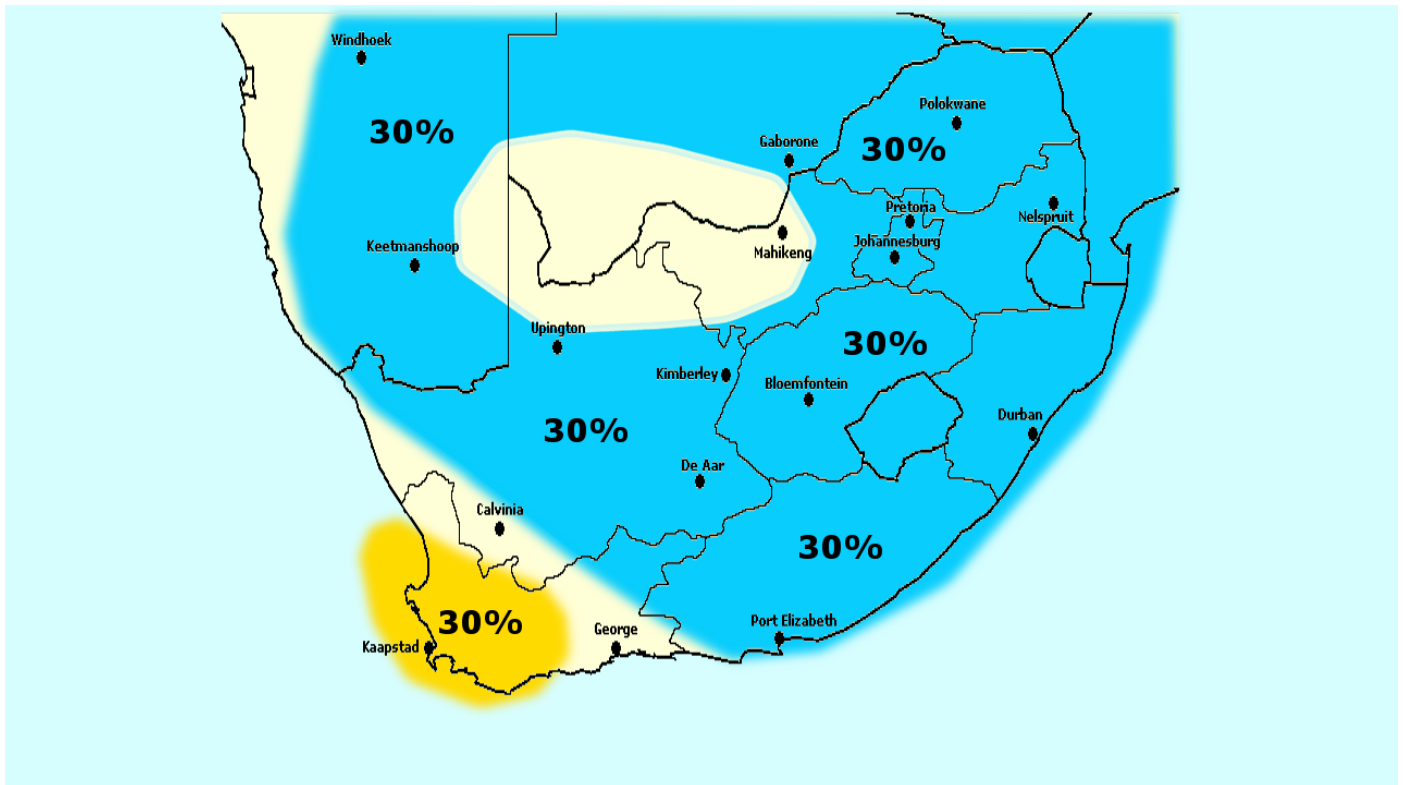 Windhoek
30%
Polokwane
30%
Gaborone
Pretoria
Nelspruit
Johannesburg
Keetmanshoop
Mahikeng
Upington
30%
Kimberley
Bloemfontein
Durban
30%
De Aar
Calvinia
30%
30%
Port Elizabeth
George
Kaapstad